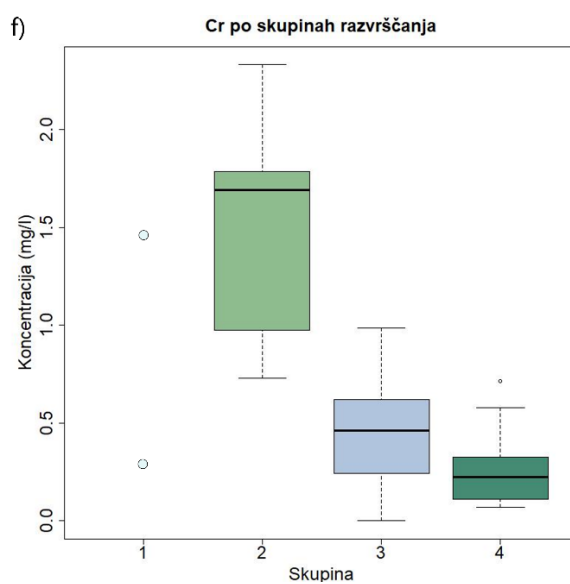 f)
Cr po skupinah razvrščanja
Koncentracija (mg/l)
2.0
1.5
1.0
0.5
0.0
1 2 3 4
Skupina